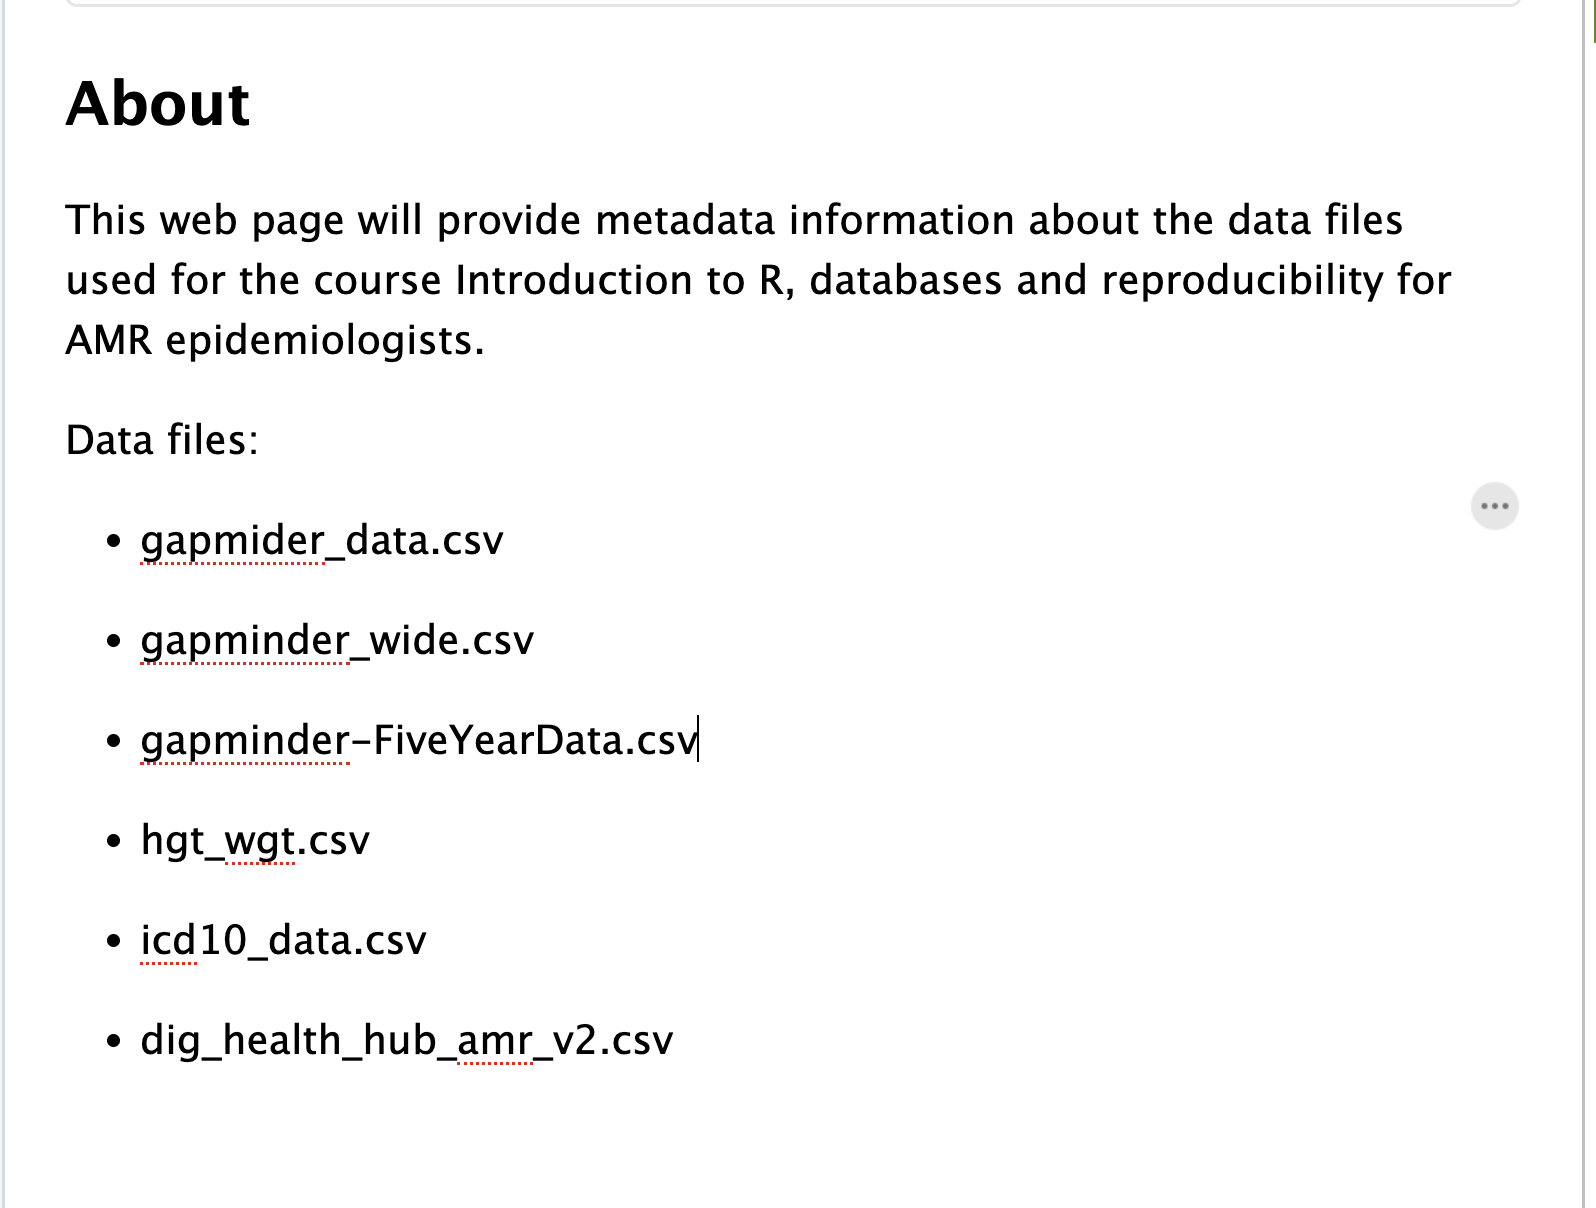 About
This web page will provide metadata information about the data files
used for the course Introduction to R, databases and reproducibility for
AMR epidemiologists.
Data files:
• gapmider_data.csv
• gapminder_wide.csv
• gapminder-FiveYearData.csv
• hgt_wgt.csv
• icd10_data.csv
• dig_health_hub_amr_v2.csv